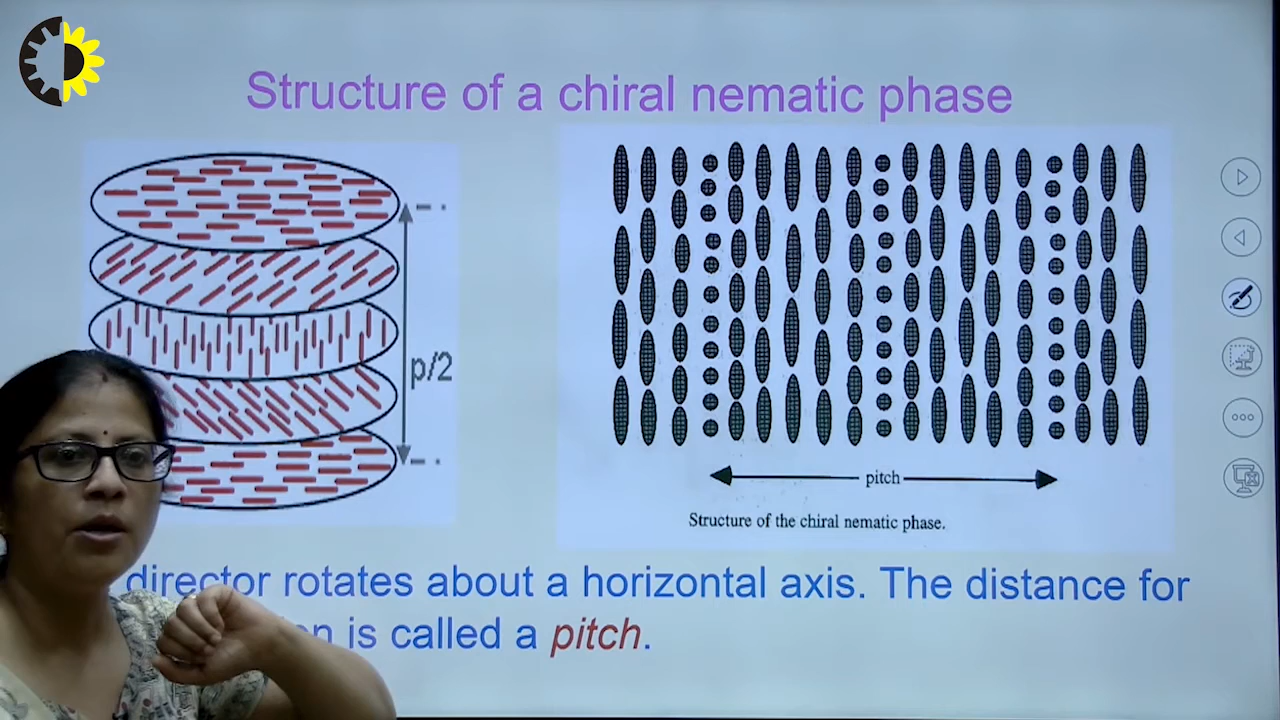 Structure of a chiral nematic phase
p/2
pitch
Structure of the chiral nematic phase.
director rotates about a horizontal axis. The distance for
is called a pitch.